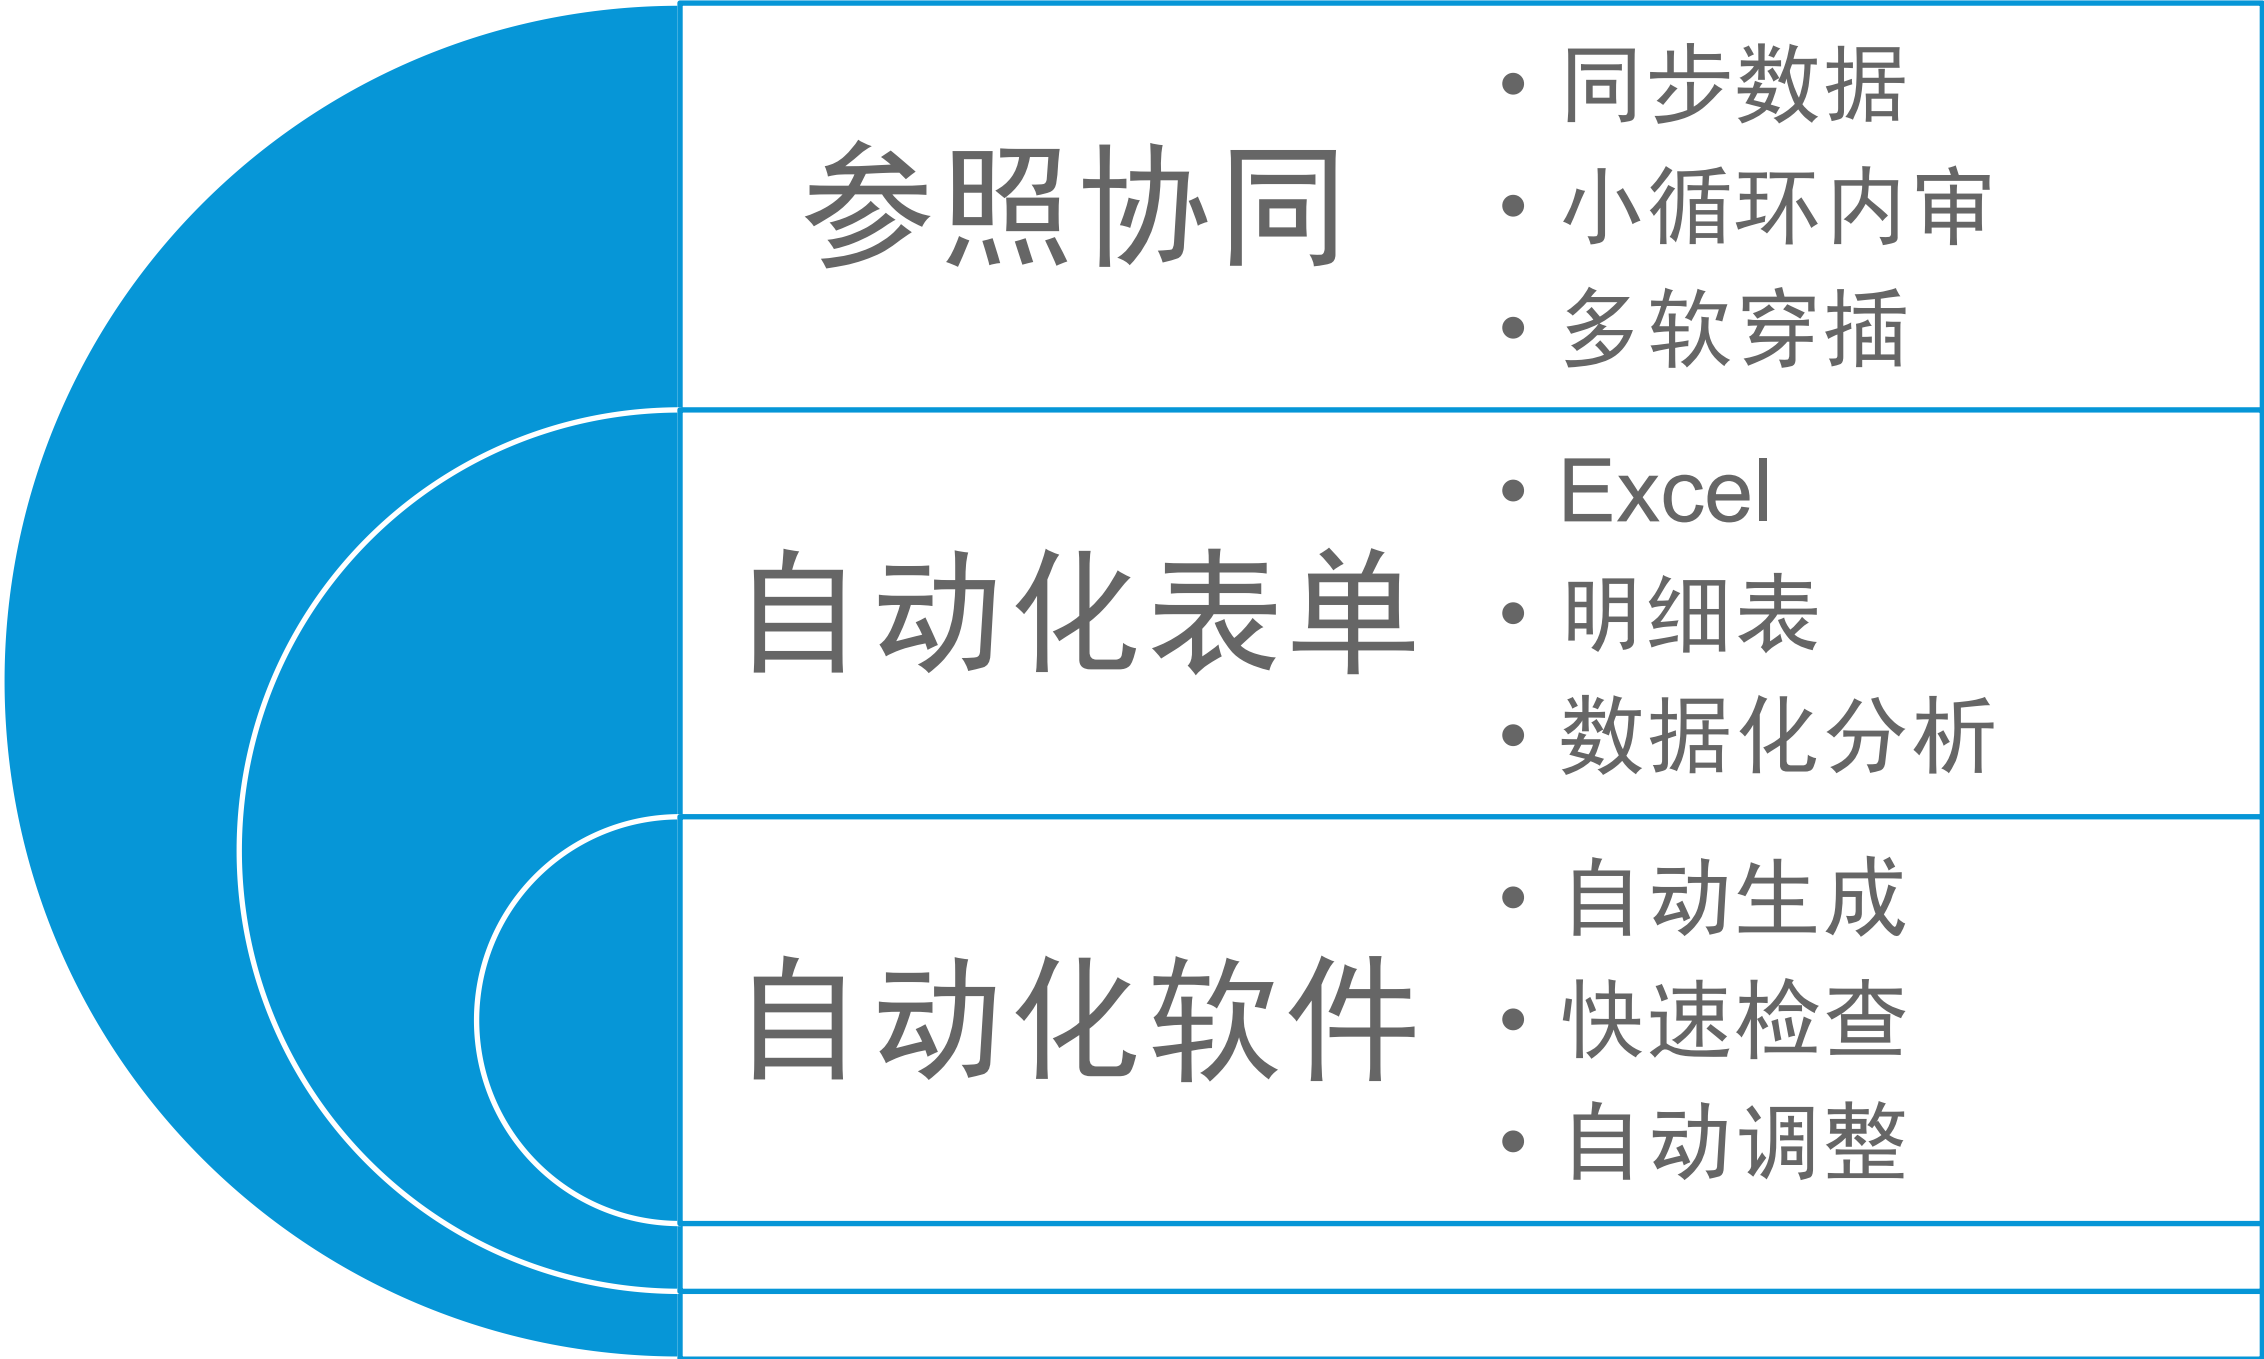 参照协同
• 同步数据
• 小循环内审
• 多软穿插
自动化表单
• Excel
• 明细表
• 数据化分析
自动化软件
• 自动生成
• 快速检查
• 自动调整